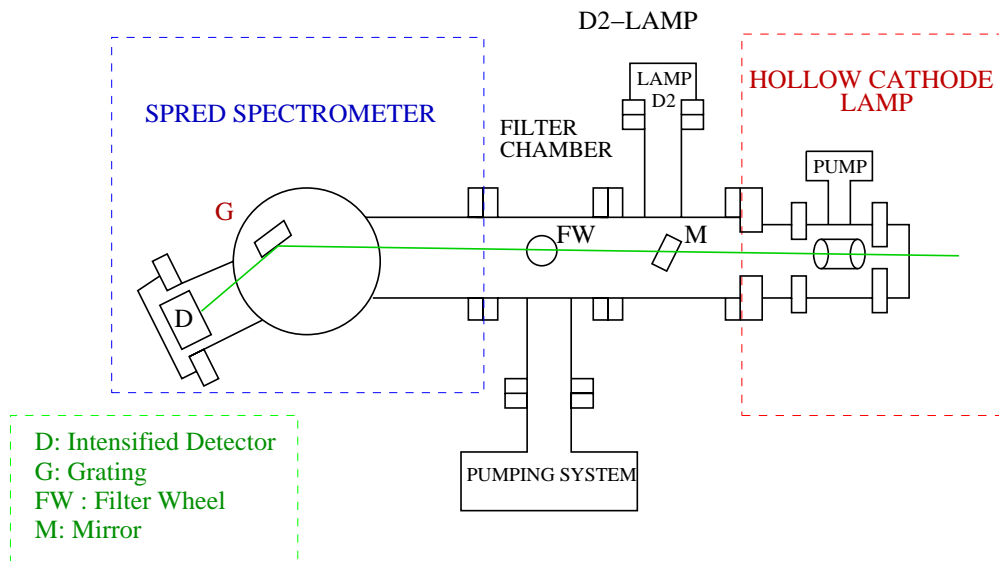 D2–LAMP
SPRED SPECTROMETER
FILTER
CHAMBER
LAMP
D2
HOLLOW CATHODE
LAMP
PUMP
G
FW
M
D
PUMPING SYSTEM
D: Intensified Detector
G: Grating
FW : Filter Wheel
M: Mirror